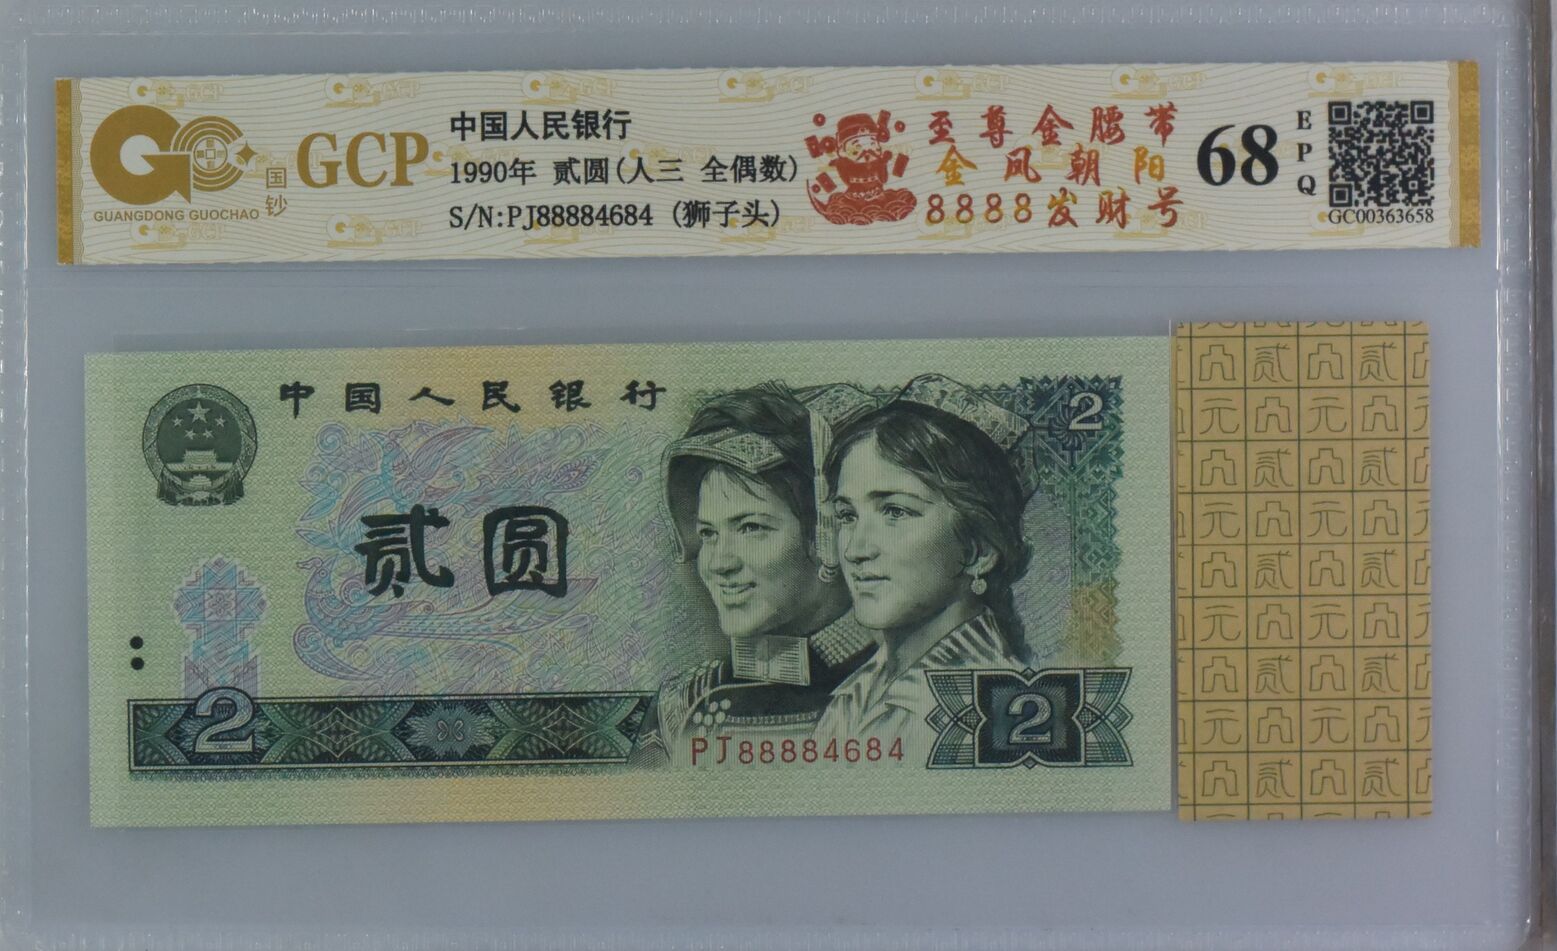 GCP
国
钞
GUANGDONG GUOCHAO
中国人民银行
1990年 贰圆(人三 全偶数)
S/N:PJ88884684 (狮子头)
至尊金腰带
金凤朝阳
8888发财号
68
EPQ
GC00363658
中国人民银行
2
贰圆
2
PJ88884684
2